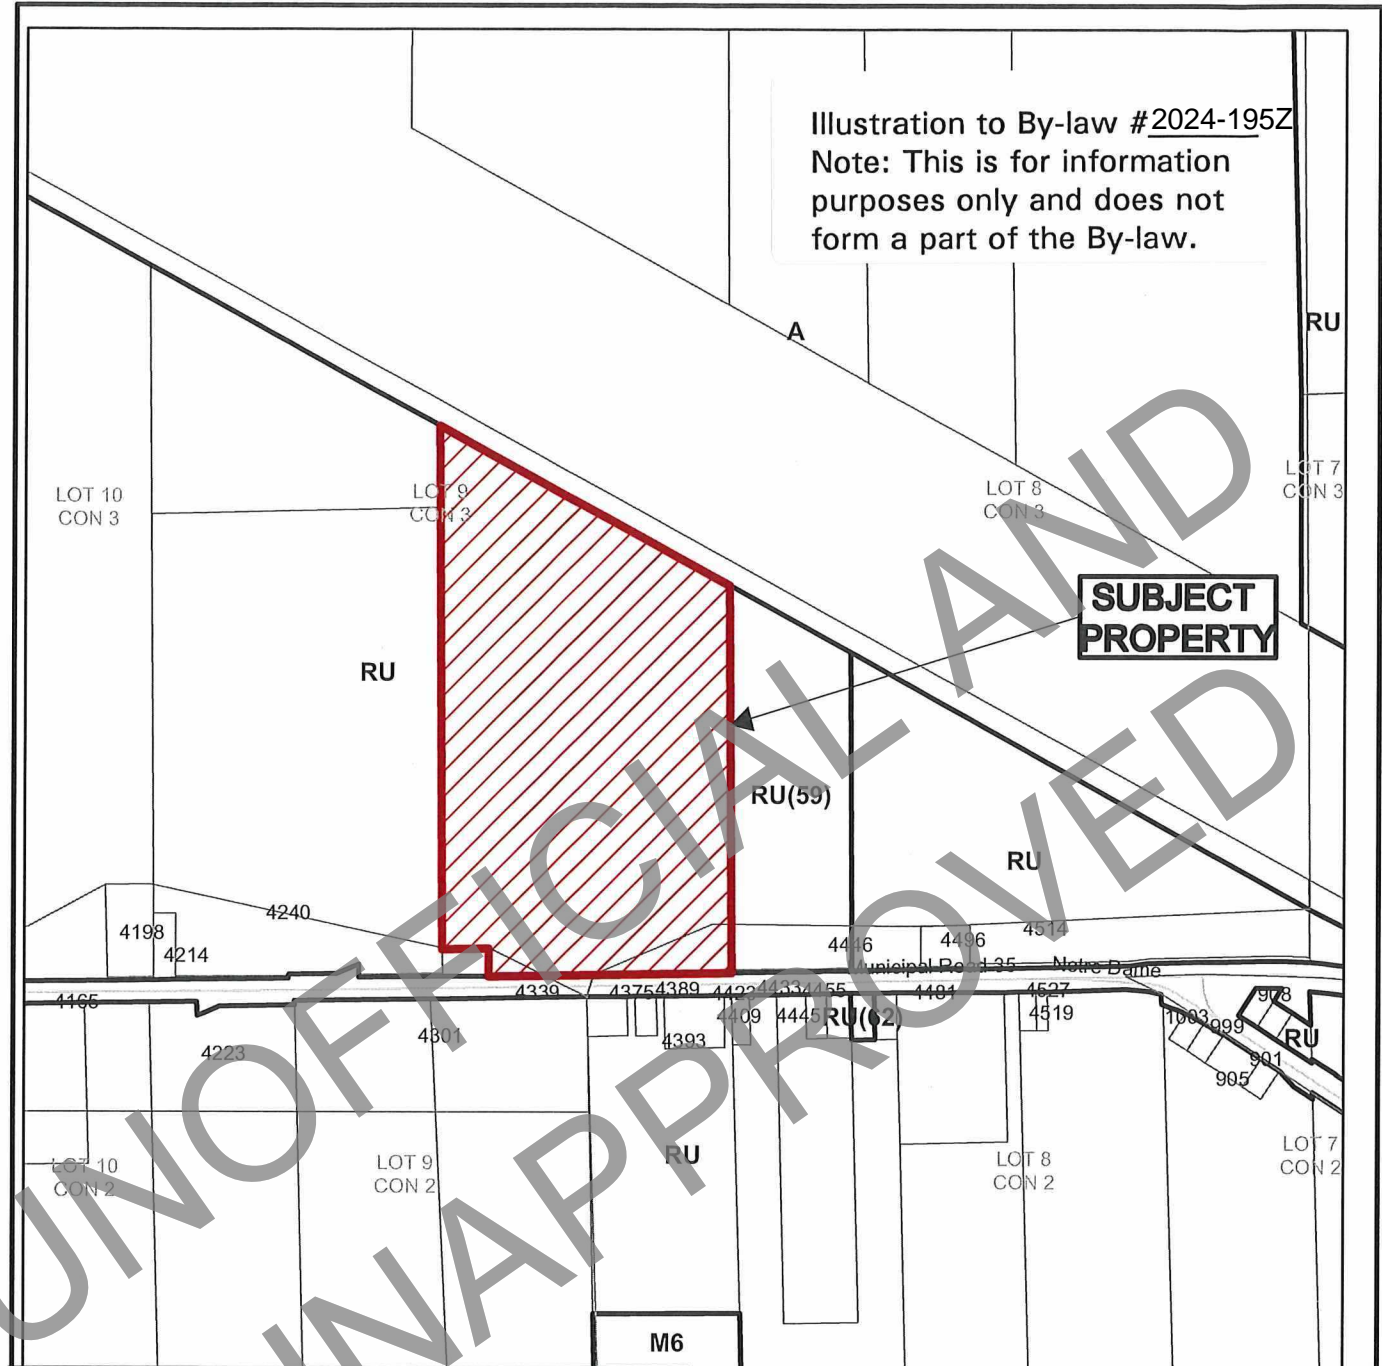 Illustration to By-law #2024-195Z
Note: This is for information
purposes only and does not
form a part of the By-law.
A
RU
LOT 10
CON 3
LOT 9
CON 3
LOT 8
CON 3
LOT 7
CON 3
SUBJECT
PROPERTY
RU
RU(59)
RU
4240
4198
4214
4446
4496
4514
Municipal Road 35
Notre Dame
4165
4339
4375
4389
4423
4433
4455
4481
4527
908
4223
4301
4393
4409
4445
RU(62)
4519
1003
999
RU
901
905
LOT 10
CON 2
LOT 9
CON 2
RU
LOT 8
CON 2
LOT 7
CON 2
M6
UNOFFICIAL AND
UNAPPROVED